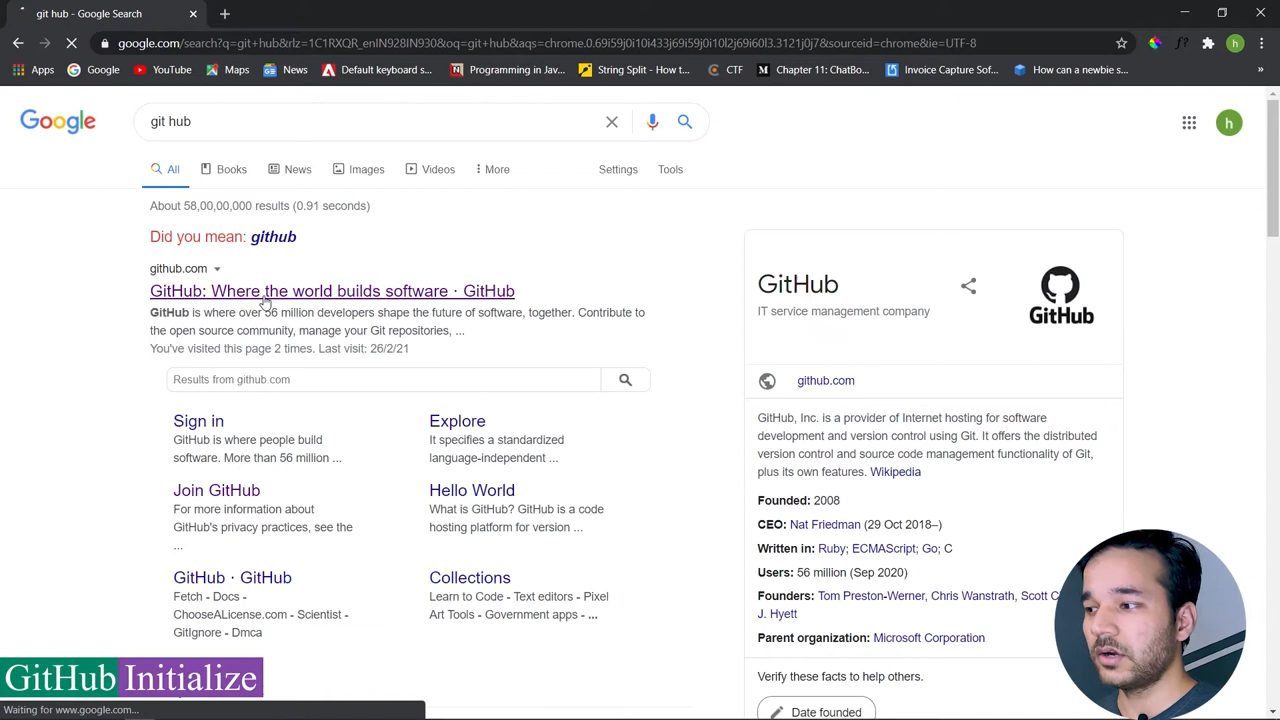 git hub - Google Search
google.com/search?q=git+hub&rlz=1C1RXQR_enIN928IN930&oq=git+hub&aqs=chrome.0.69i59j0i10i433j69i59j0i10l2j69i60l3.3121j0j7&sourceid=chrome&ie=UTF-8
Apps Google YouTube Maps News Default keyboard s... Programming in Jav... String Split - How t... CTF Chapter 11: ChatBo... Invoice Capture Sof... How can a newbie s... »
Google git hub h
All Books News Images Videos More Settings Tools
About 58,00,00,000 results (0.91 seconds)
Did you mean: github
github.com
GitHub: Where the world builds software · GitHub
GitHub is where over 56 million developers shape the future of software, together. Contribute to
the open source community, manage your Git repositories, ...
You've visited this page 2 times. Last visit: 26/2/21
Results from github.com
Sign in
GitHub is where people build
software. More than 56 million ...
Explore
It specifies a standardized
language-independent ...
Join GitHub
For more information about
GitHub's privacy practices, see the
...
Hello World
What is GitHub? GitHub is a code
hosting platform for version ...
GitHub · GitHub
Fetch - Docs -
ChooseALicense.com - Scientist -
GitIgnore - Dmca
Collections
Learn to Code - Text editors - Pixel
Art Tools - Government apps - ...
GitHub
IT service management company
GitHub
github.com
GitHub, Inc. is a provider of Internet hosting for software
development and version control using Git. It offers the distributed
version control and source code management functionality of Git,
plus its own features. Wikipedia
Founded: 2008
CEO: Nat Friedman (29 Oct 2018–)
Written in: Ruby; ECMAScript; Go; C
Users: 56 million (Sep 2020)
Founders: Tom Preston-Werner, Chris Wanstrath, Scott C
J. Hyett
Parent organization: Microsoft Corporation
Verify these facts to help others.
Date founded
GitHub Initialize
Waiting for www.google.com...